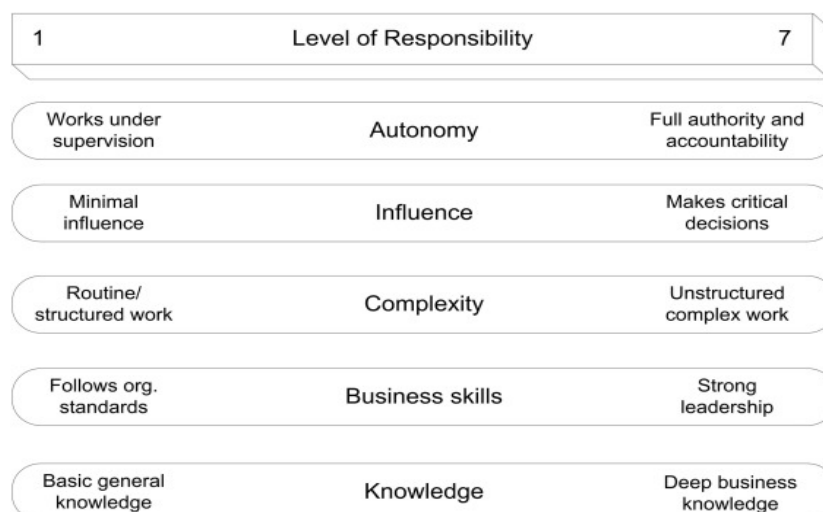 1 Level of Responsibility 7
Works under
supervision
Autonomy
Full authority and
accountability
Minimal
influence
Influence
Makes critical
decisions
Routine/
structured work
Complexity
Unstructured
complex work
Follows org.
standards
Business skills
Strong
leadership
Basic general
knowledge
Knowledge
Deep business
knowledge